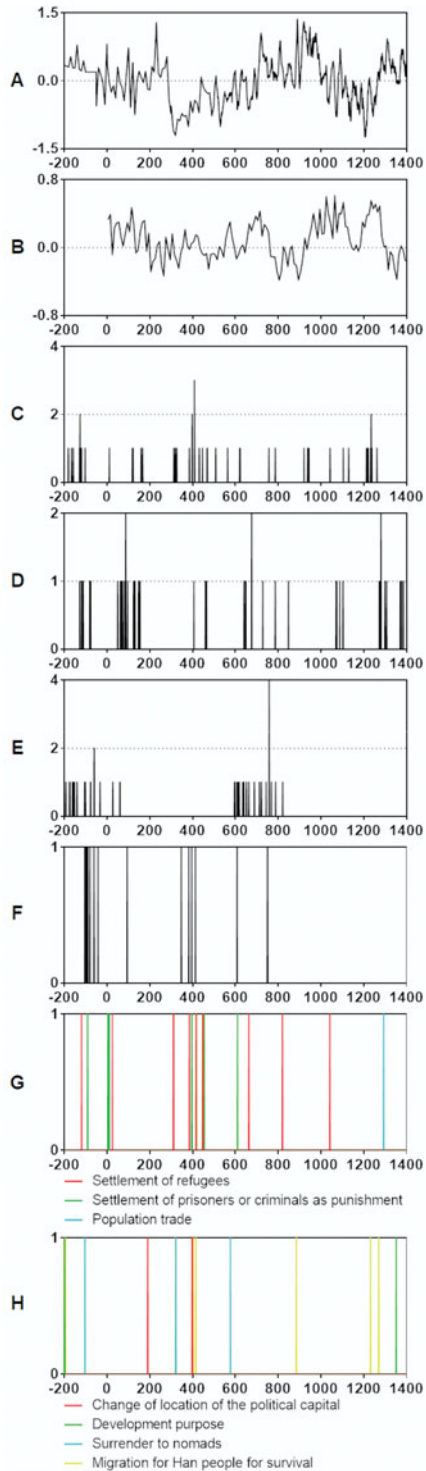 1.5
A 0.0
-1.5
-200 0 200 400 600 800 1000 1200 1400
0.8
B 0.0
-0.8
-200 0 200 400 600 800 1000 1200 1400
4
C 2
0
-200 0 200 400 600 800 1000 1200 1400
2
D 1
0
-200 0 200 400 600 800 1000 1200 1400
4
E 2
0
-200 0 200 400 600 800 1000 1200 1400
1
F
0
-200 0 200 400 600 800 1000 1200 1400
1
G
0
-200 0 200 400 600 800 1000 1200 1400
Settlement of refugees
Settlement of prisoners or criminals as punishment
Population trade
1
H
0
-200 0 200 400 600 800 1000 1200 1400
Change of location of the political capital
Development purpose
Surrender to nomads
Migration for Han people for survival